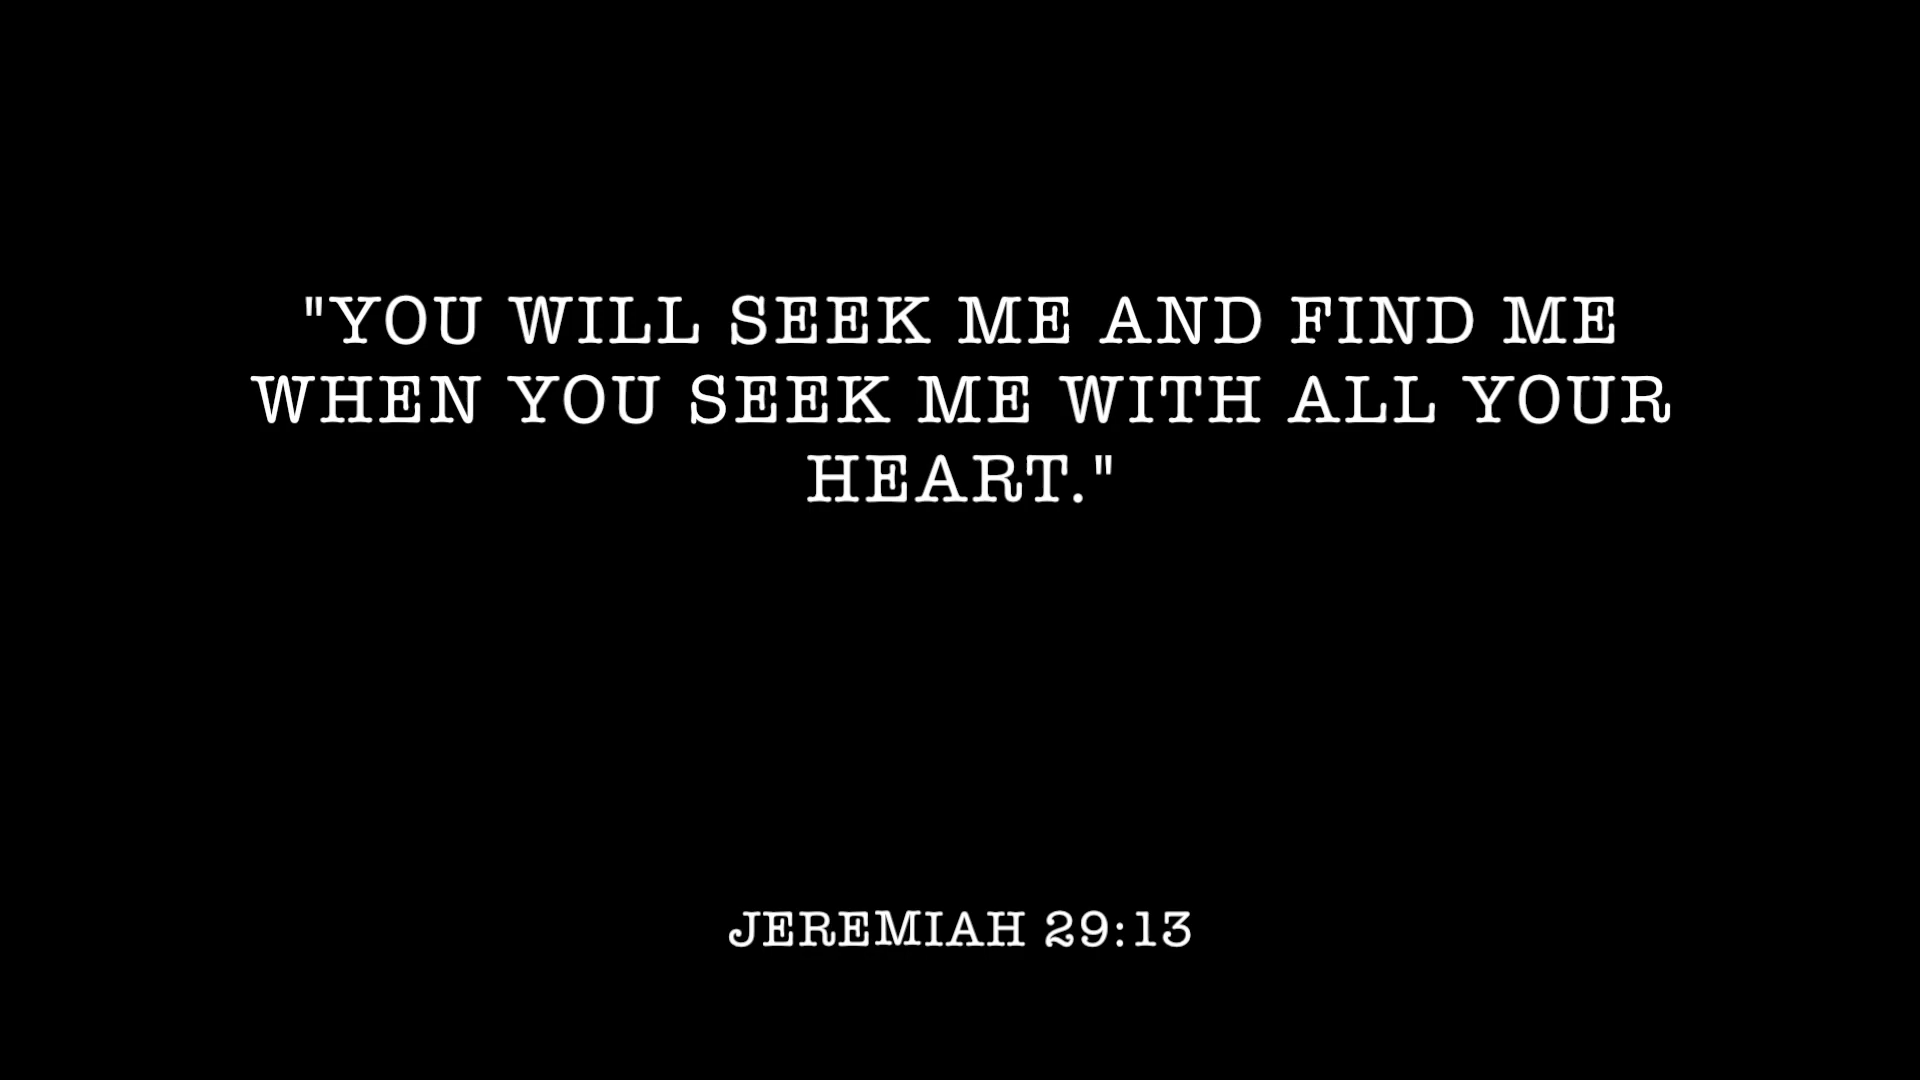 "YOU WILL SEEK ME AND FIND ME
WHEN YOU SEEK ME WITH ALL YOUR
HEART."
JEREMIAH 29:13